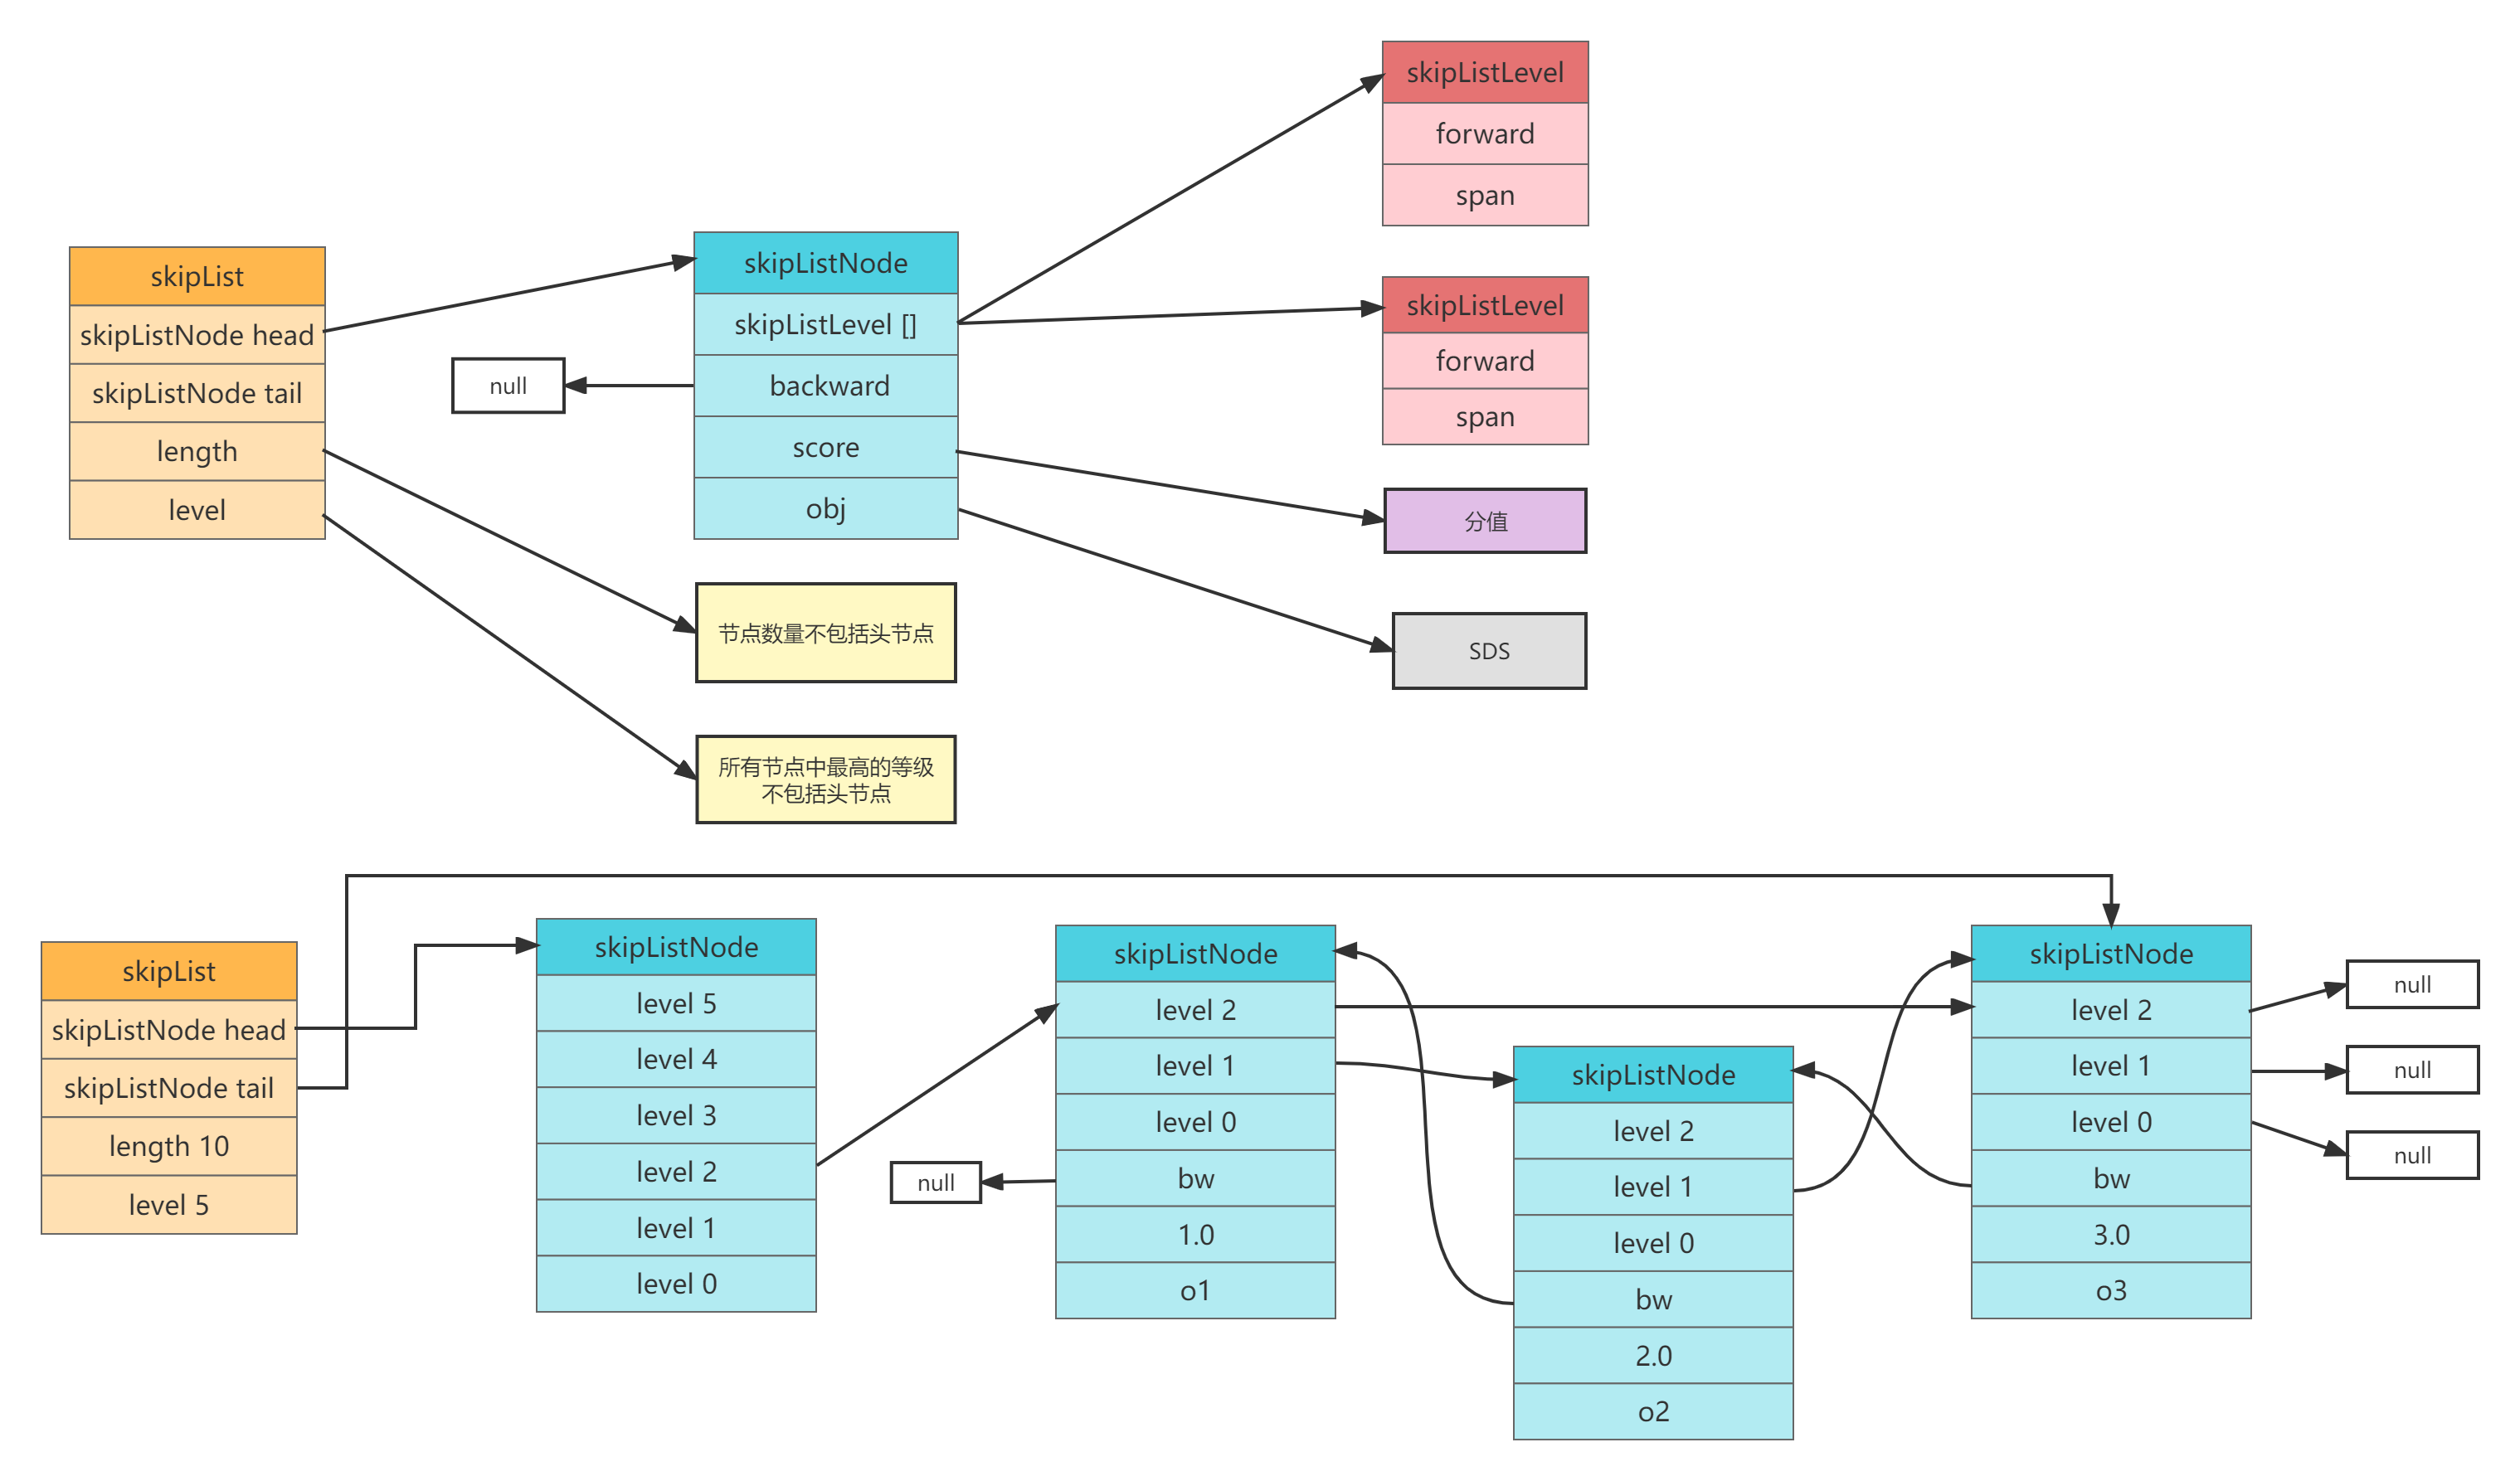 skipList
skipListNode head
skipListNode tail
length
level
null
skipListNode
skipListLevel []
backward
score
obj
节点数量不包括头节点
所有节点中最高的等级
不包括头节点
skipListLevel
forward
span
skipListLevel
forward
span
分值
SDS
skipList
skipListNode head
skipListNode tail
length 10
level 5
skipListNode
level 5
level 4
level 3
level 2
level 1
level 0
null
skipListNode
level 2
level 1
level 0
bw
1.0
o1
skipListNode
level 2
level 1
level 0
bw
2.0
o2
skipListNode
level 2
level 1
level 0
bw
3.0
o3
null
null
null